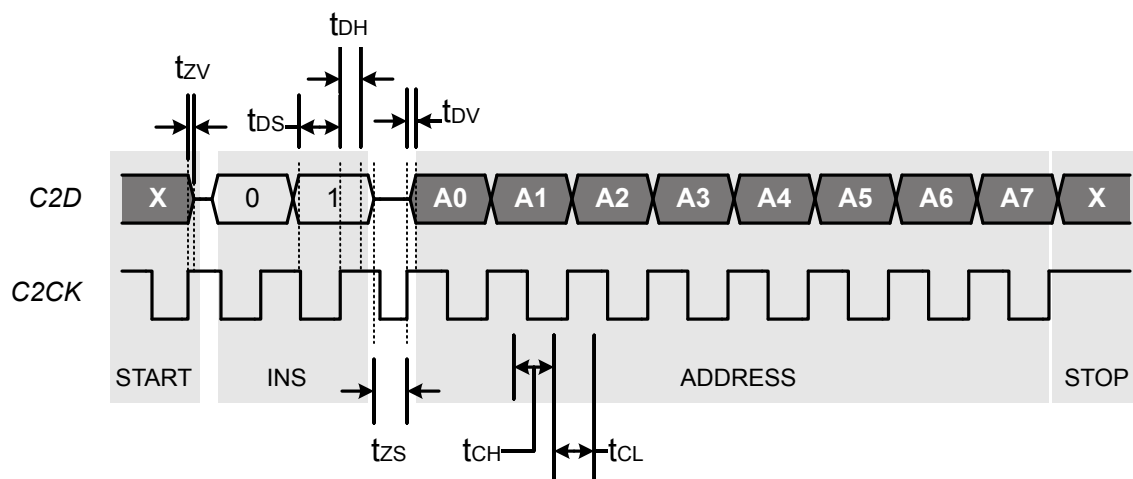 tDH
tZV
tDS
tDV
C2D X 0 1 A0 A1 A2 A3 A4 A5 A6 A7 X
C2CK
START INS ADDRESS STOP
tZS tCH tCL